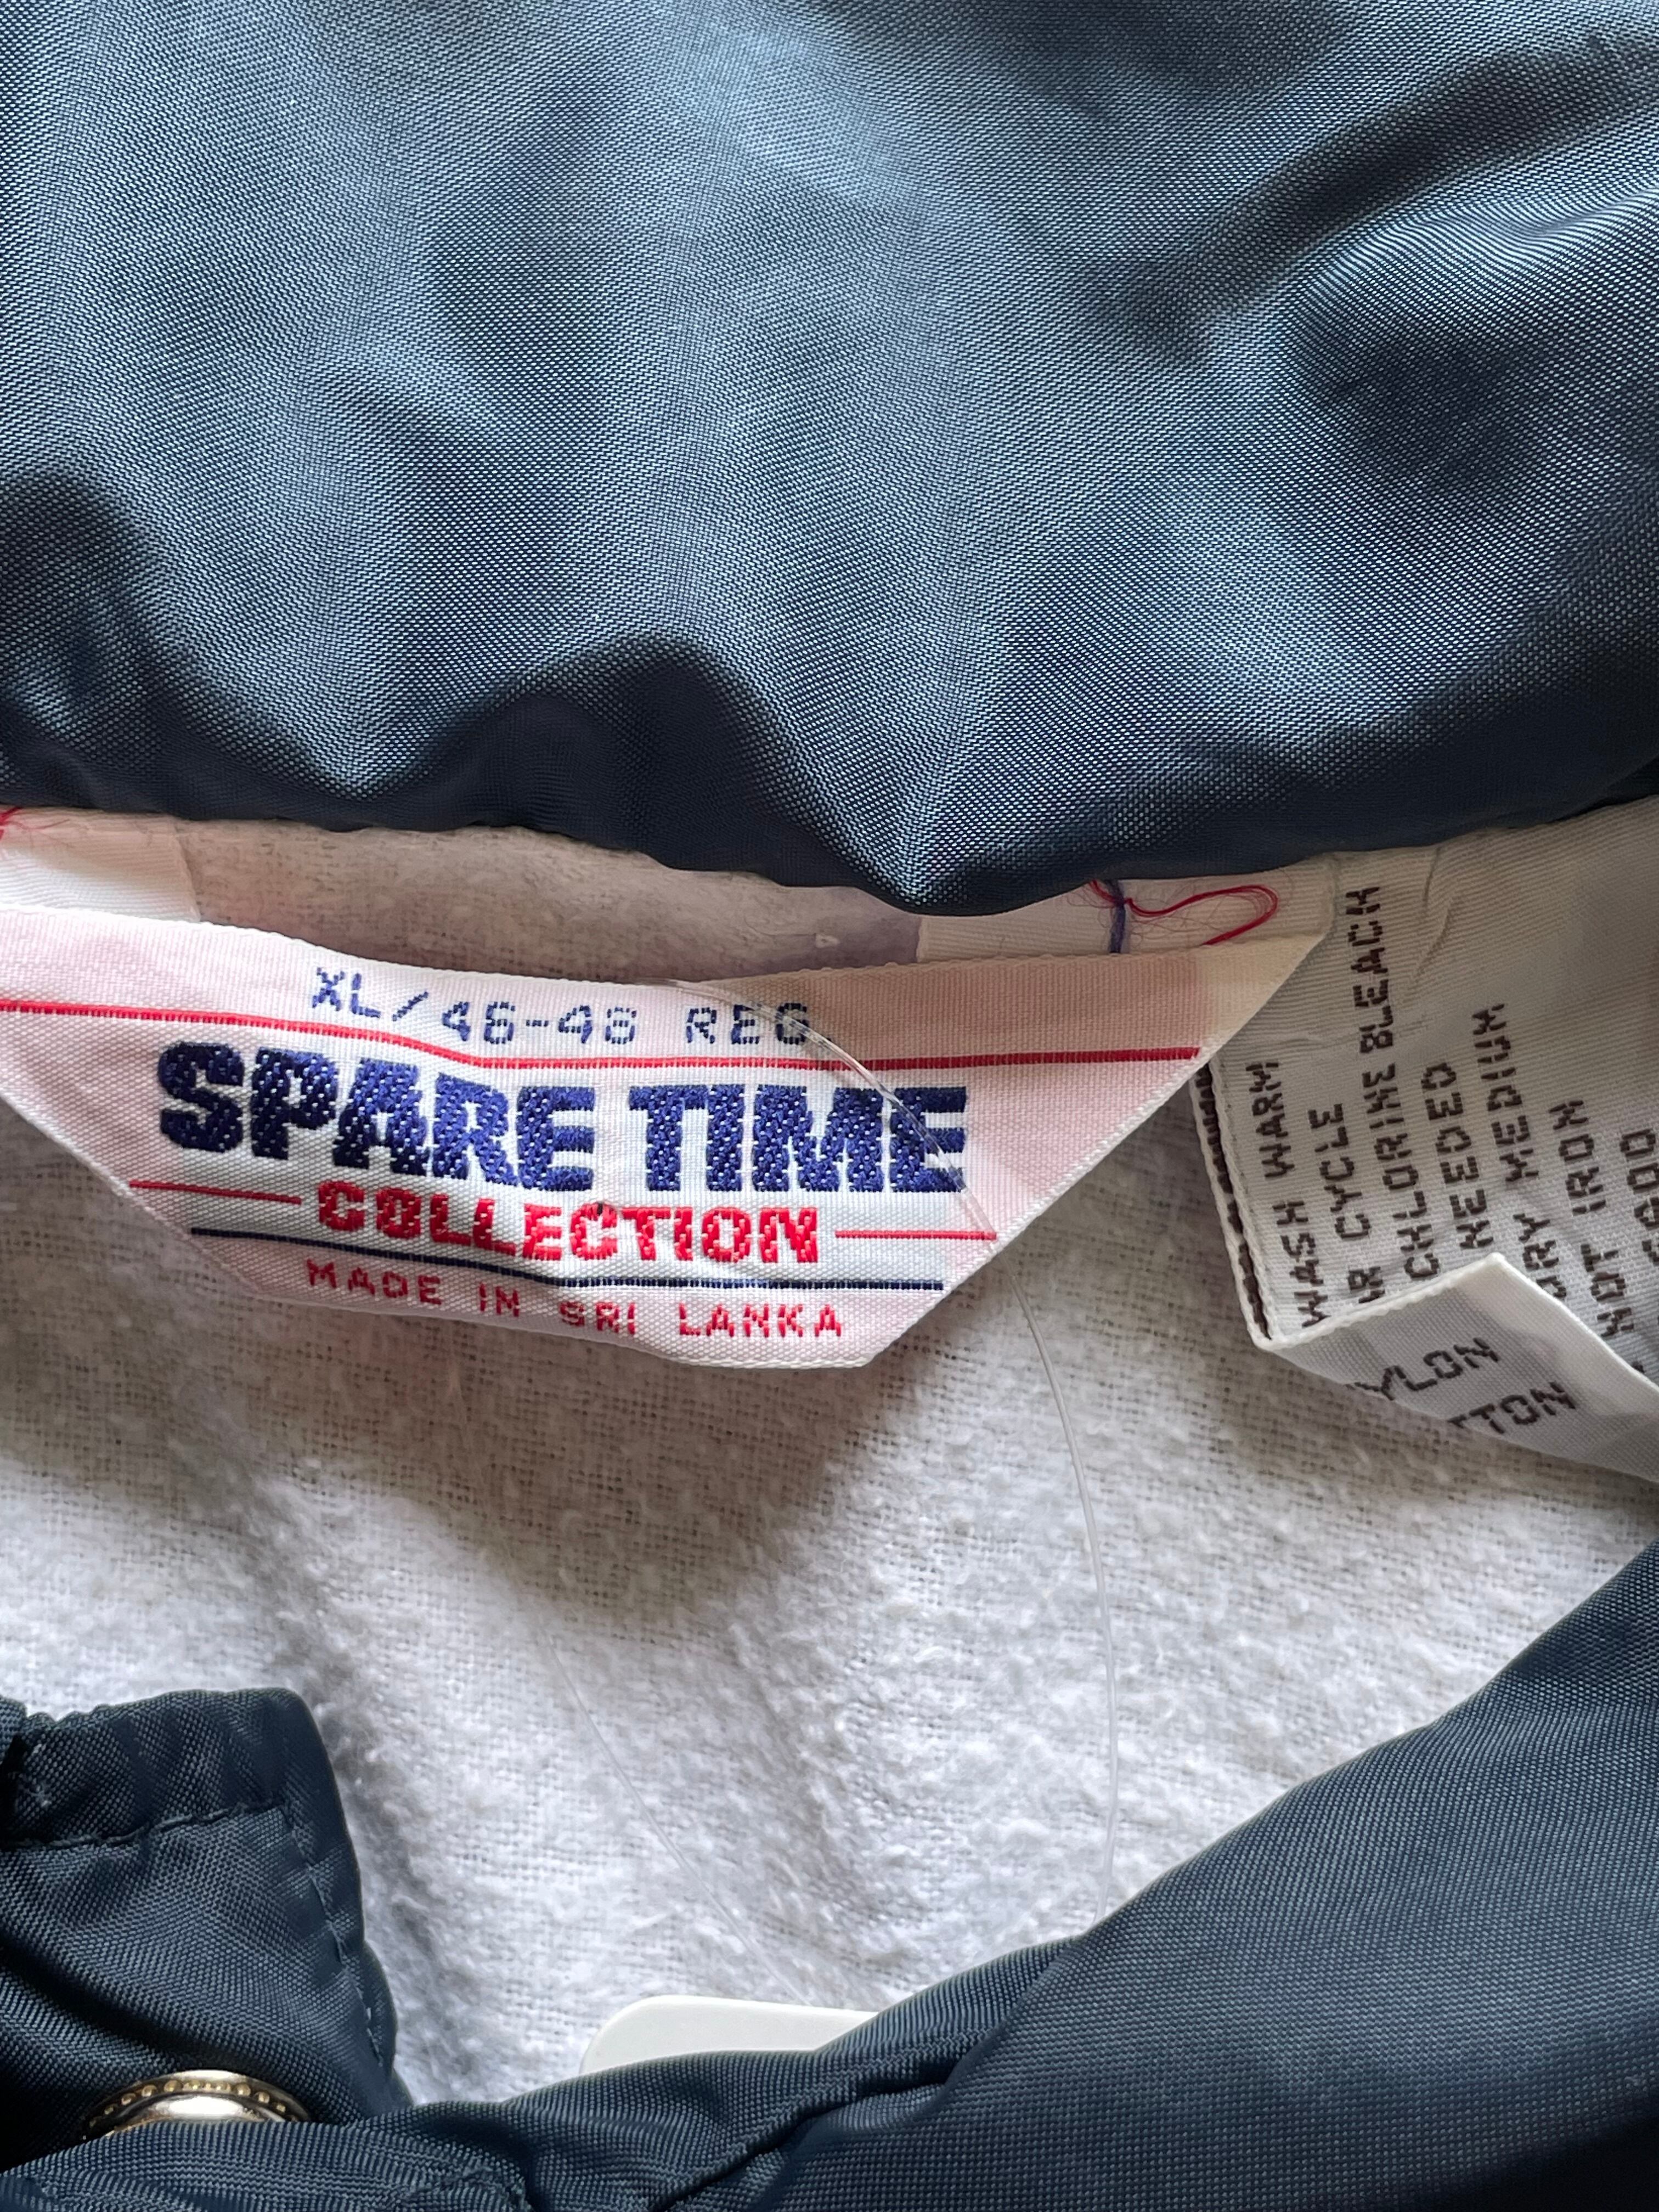 XL/46-48 REG
SPARE TIME
COLLECTION
MADE IN SRI LANKA
WASH WARM
CYCLE
CHLORINE BLEACH
NEEDED
DRY MEDIUM
NOT IRON
YLON
TTON